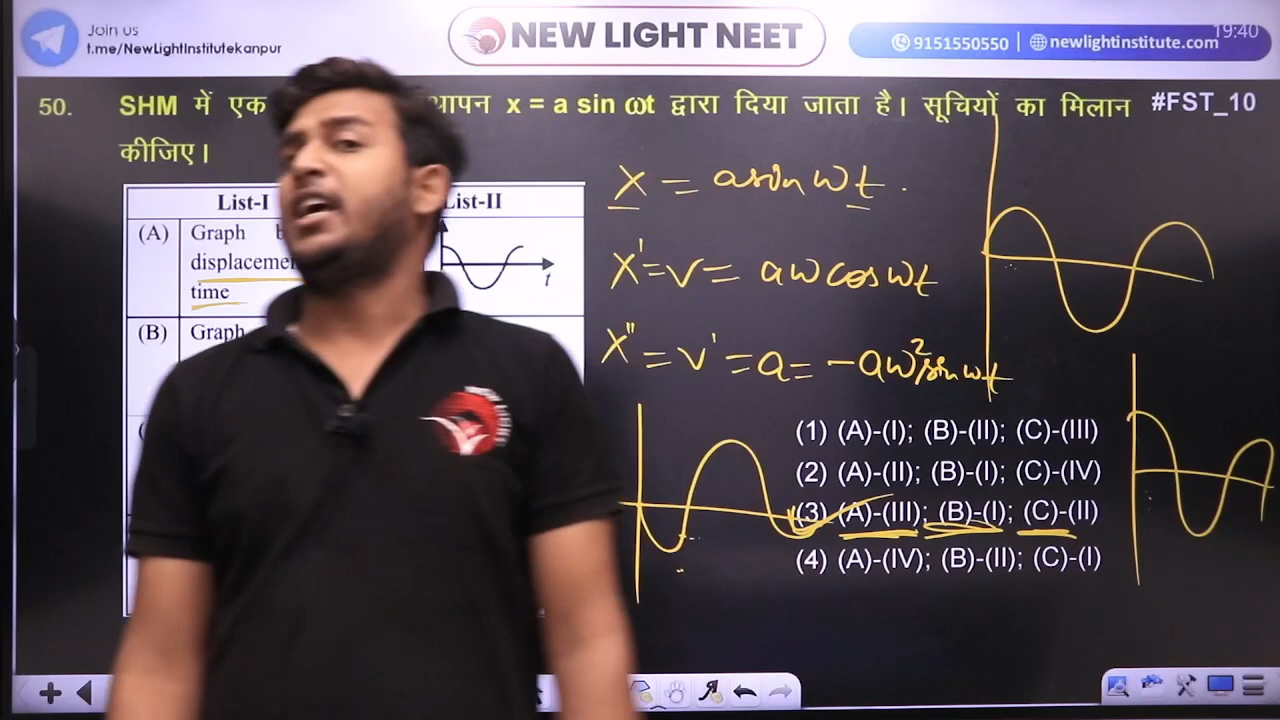 Join us
t.me/NewLightInstitutekanpur
NEW LIGHT NEET
9151550550 | newlightinstitute.com
19:40
50. SHM में एक x = a sin ωt द्वारा दिया जाता है। सूचियों का मिलान #FST_10
कीजिए।
List-I List-II
(A) Graph
displaceme
time
t
(B) Graph
x = a sin ωt .
x' = v = aω cos ωt
x'' = v' = a = -aω² sin ωt
(1) (A)-(I); (B)-(II); (C)-(III)
(2) (A)-(II); (B)-(I); (C)-(IV)
(3) (A)-(III); (B)-(I); (C)-(II)
(4) (A)-(IV); (B)-(II); (C)-(I)